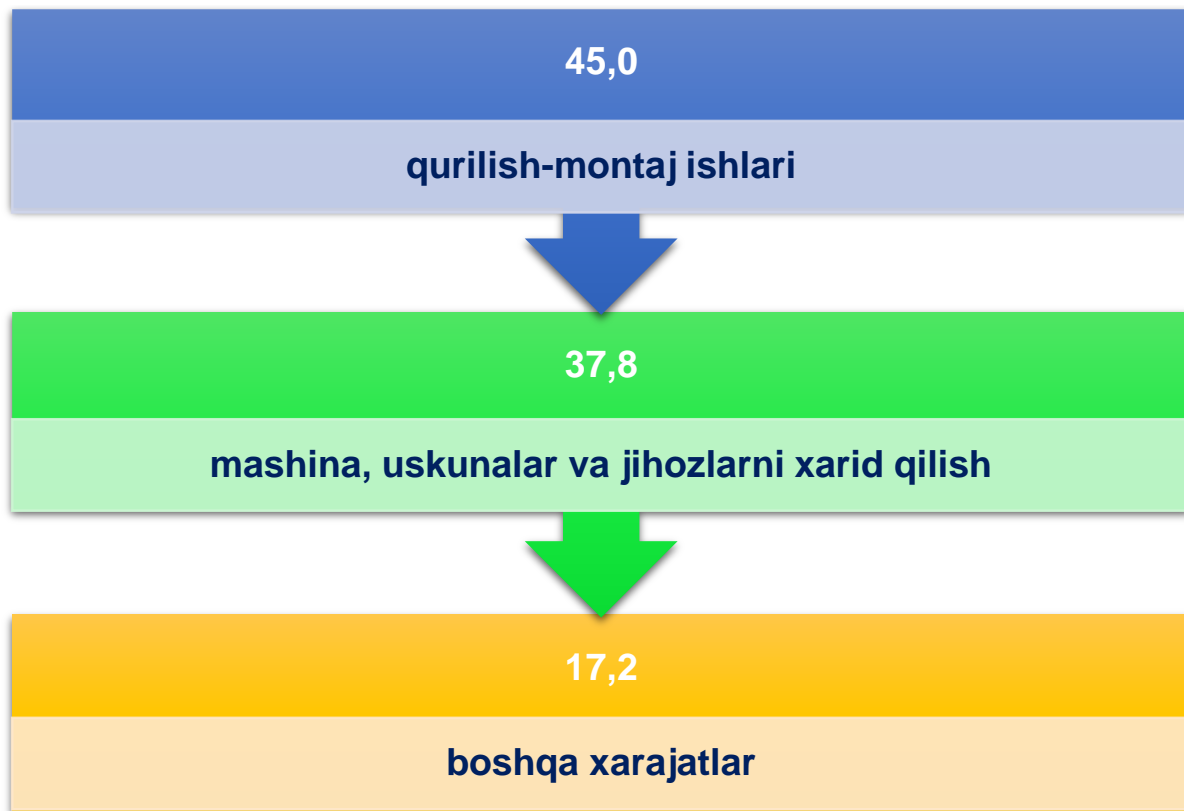 45,0
qurilish-montaj ishlari
37,8
mashina, uskunalar va jihozlarni xarid qilish
17,2
boshqa xarajatlar